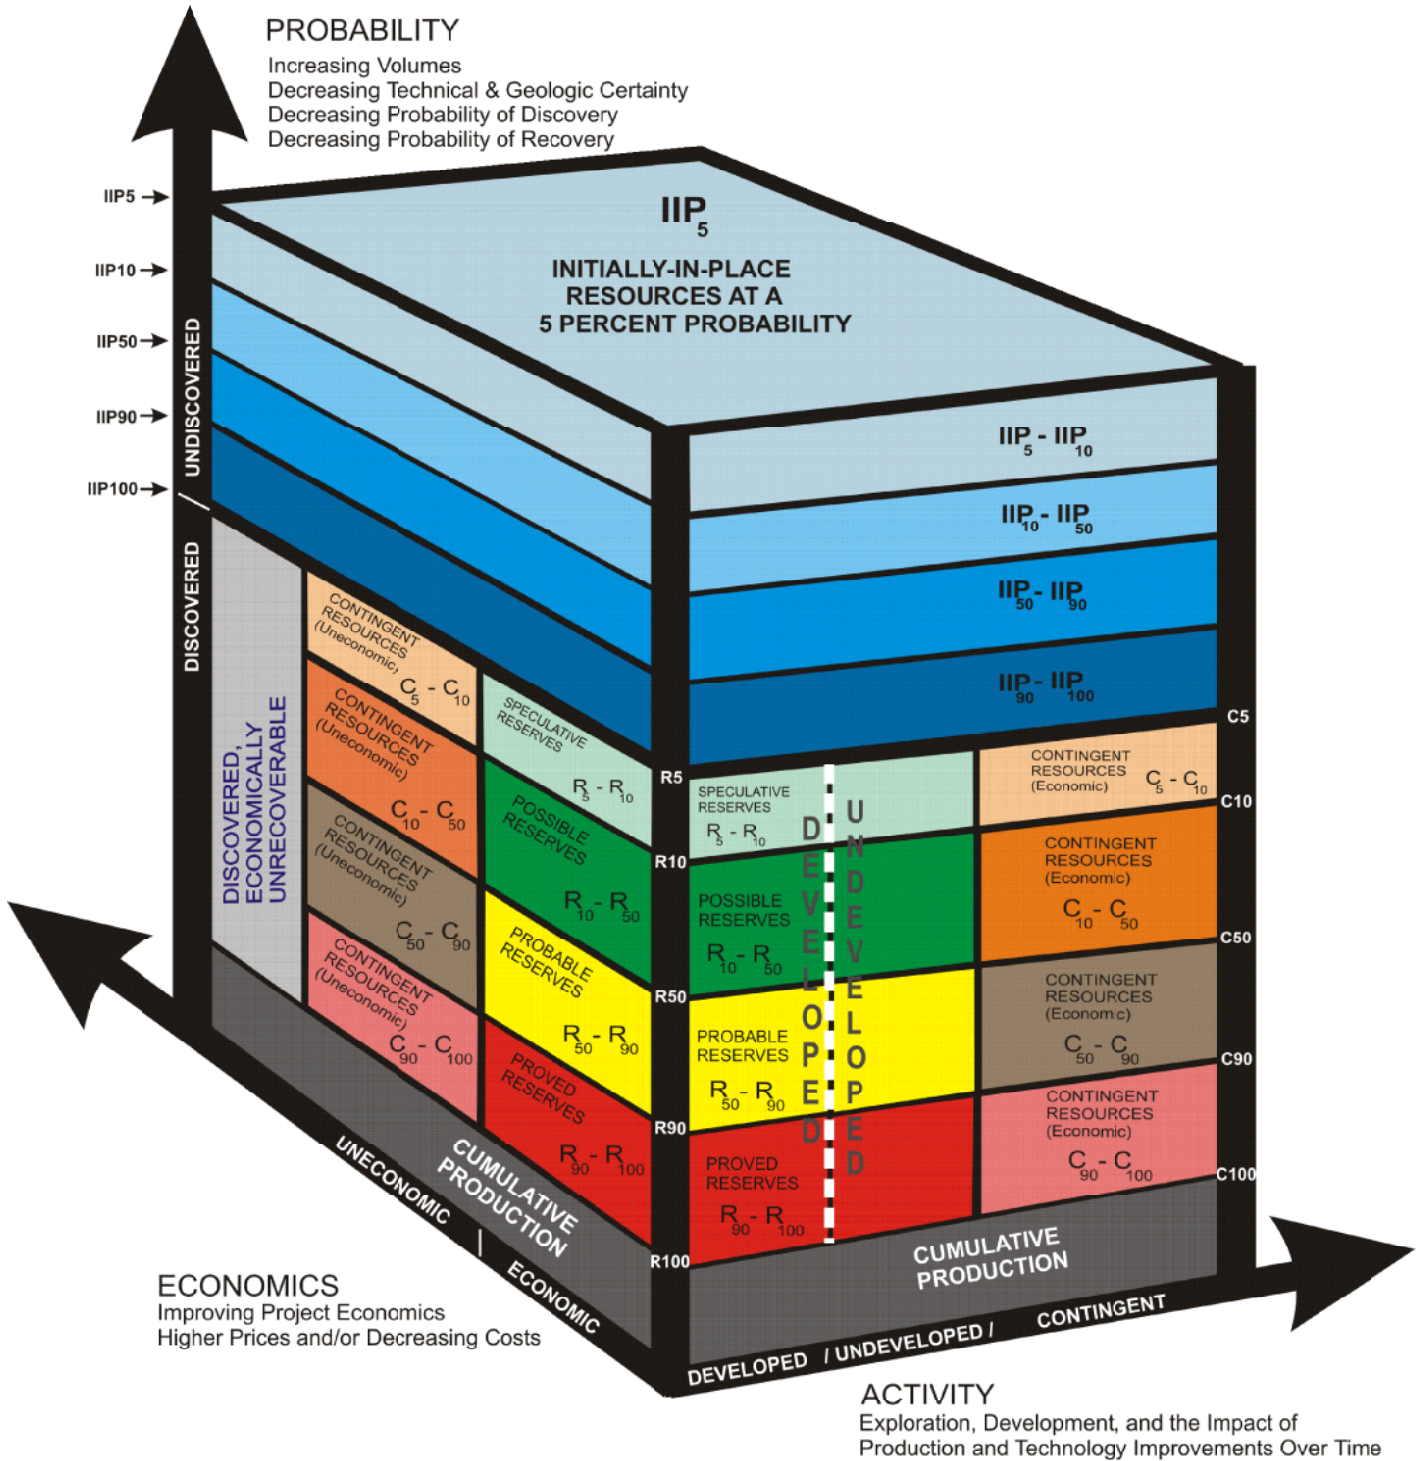 PROBABILITY
Increasing Volumes
Decreasing Technical & Geologic Certainty
Decreasing Probability of Discovery
Decreasing Probability of Recovery
IIP5
IIP10
IIP50
IIP90
IIP100
UNDISCOVERED
DISCOVERED
IIP5
INITIALLY-IN-PLACE
RESOURCES AT A
5 PERCENT PROBABILITY
IIP5 - IIP10
IIP10 - IIP50
IIP50 - IIP90
IIP90 - IIP100
DISCOVERED,
ECONOMICALLY
UNRECOVERABLE
CONTINGENT
RESOURCES
(Uneconomic)
C5 - C10
CONTINGENT
RESOURCES
(Uneconomic)
C10 - C50
CONTINGENT
RESOURCES
(Uneconomic)
C50 - C90
CONTINGENT
RESOURCES
(Uneconomic)
C90 - C100
SPECULATIVE
RESERVES
R5 - R10
POSSIBLE
RESERVES
R10 - R50
PROBABLE
RESERVES
R50 - R90
PROVED
RESERVES
R90 - R100
R5
R10
R50
R90
R100
SPECULATIVE
RESERVES
R5 - R10
POSSIBLE
RESERVES
R10 - R50
PROBABLE
RESERVES
R50 - R90
PROVED
RESERVES
R90 - R100
DEVELOPED
UNDEVELOPED
CONTINGENT
RESOURCES
(Economic)
C5 - C10
CONTINGENT
RESOURCES
(Economic)
C10 - C50
CONTINGENT
RESOURCES
(Economic)
C50 - C90
CONTINGENT
RESOURCES
(Economic)
C90 - C100
C5
C10
C50
C90
C100
CUMULATIVE
PRODUCTION
CUMULATIVE
PRODUCTION
UNECONOMIC | ECONOMIC
DEVELOPED / UNDEVELOPED / CONTINGENT
ECONOMICS
Improving Project Economics
Higher Prices and/or Decreasing Costs
ACTIVITY
Exploration, Development, and the Impact of
Production and Technology Improvements Over Time